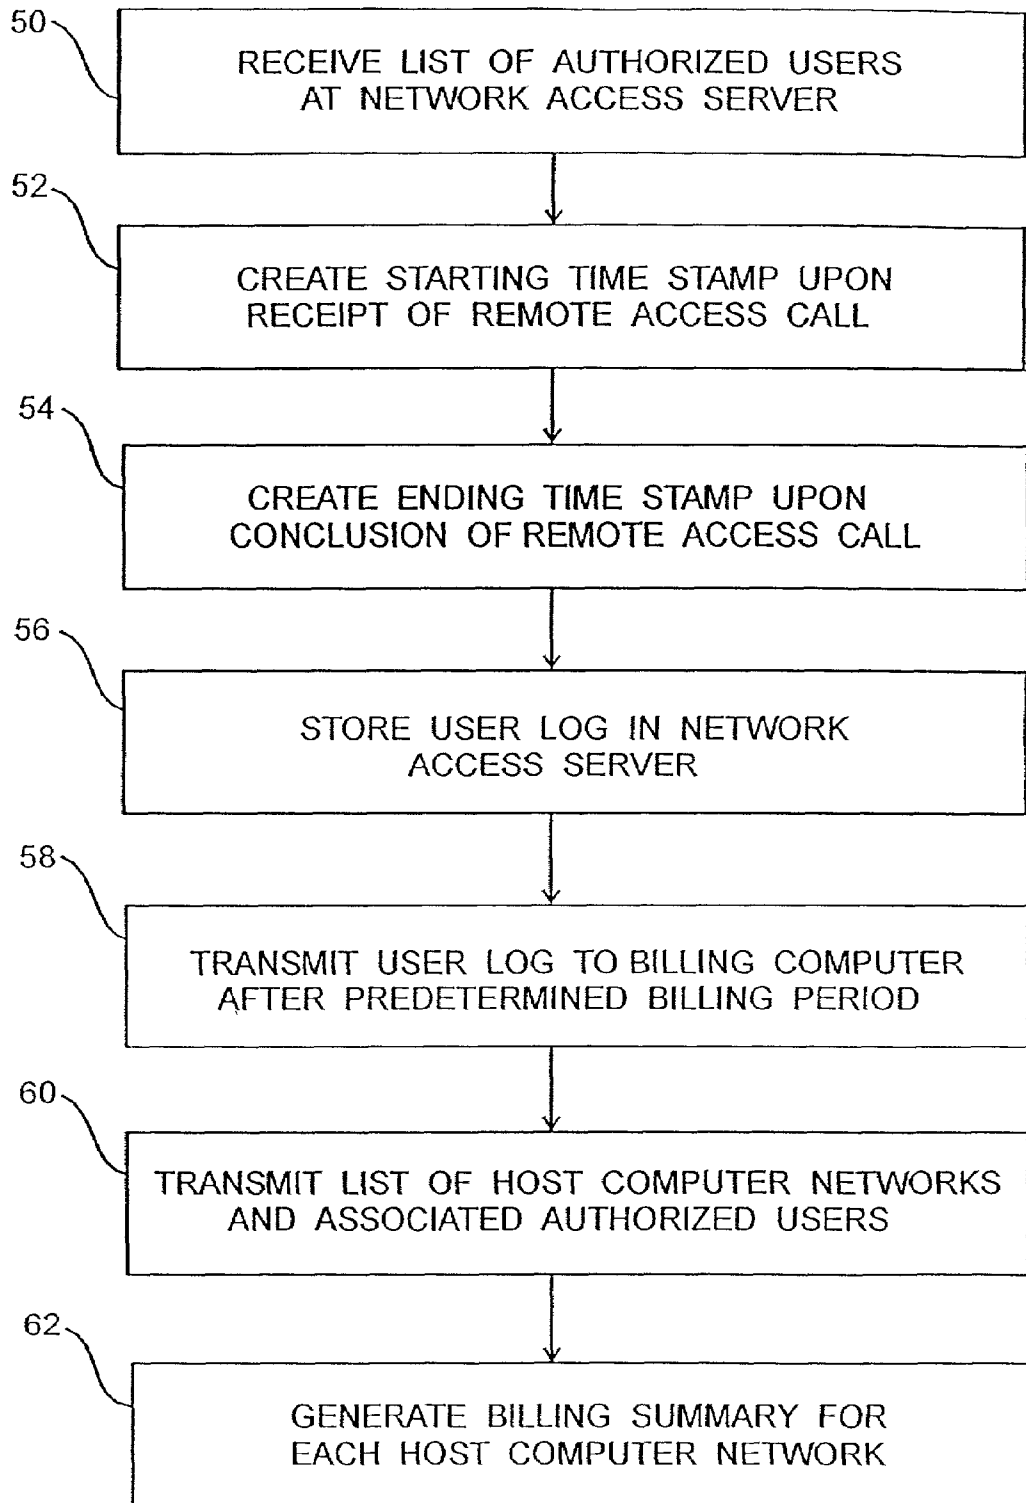 50
RECEIVE LIST OF AUTHORIZED USERS
AT NETWORK ACCESS SERVER
52
CREATE STARTING TIME STAMP UPON
RECEIPT OF REMOTE ACCESS CALL
54
CREATE ENDING TIME STAMP UPON
CONCLUSION OF REMOTE ACCESS CALL
56
STORE USER LOG IN NETWORK
ACCESS SERVER
58
TRANSMIT USER LOG TO BILLING COMPUTER
AFTER PREDETERMINED BILLING PERIOD
60
TRANSMIT LIST OF HOST COMPUTER NETWORKS
AND ASSOCIATED AUTHORIZED USERS
62
GENERATE BILLING SUMMARY FOR
EACH HOST COMPUTER NETWORK